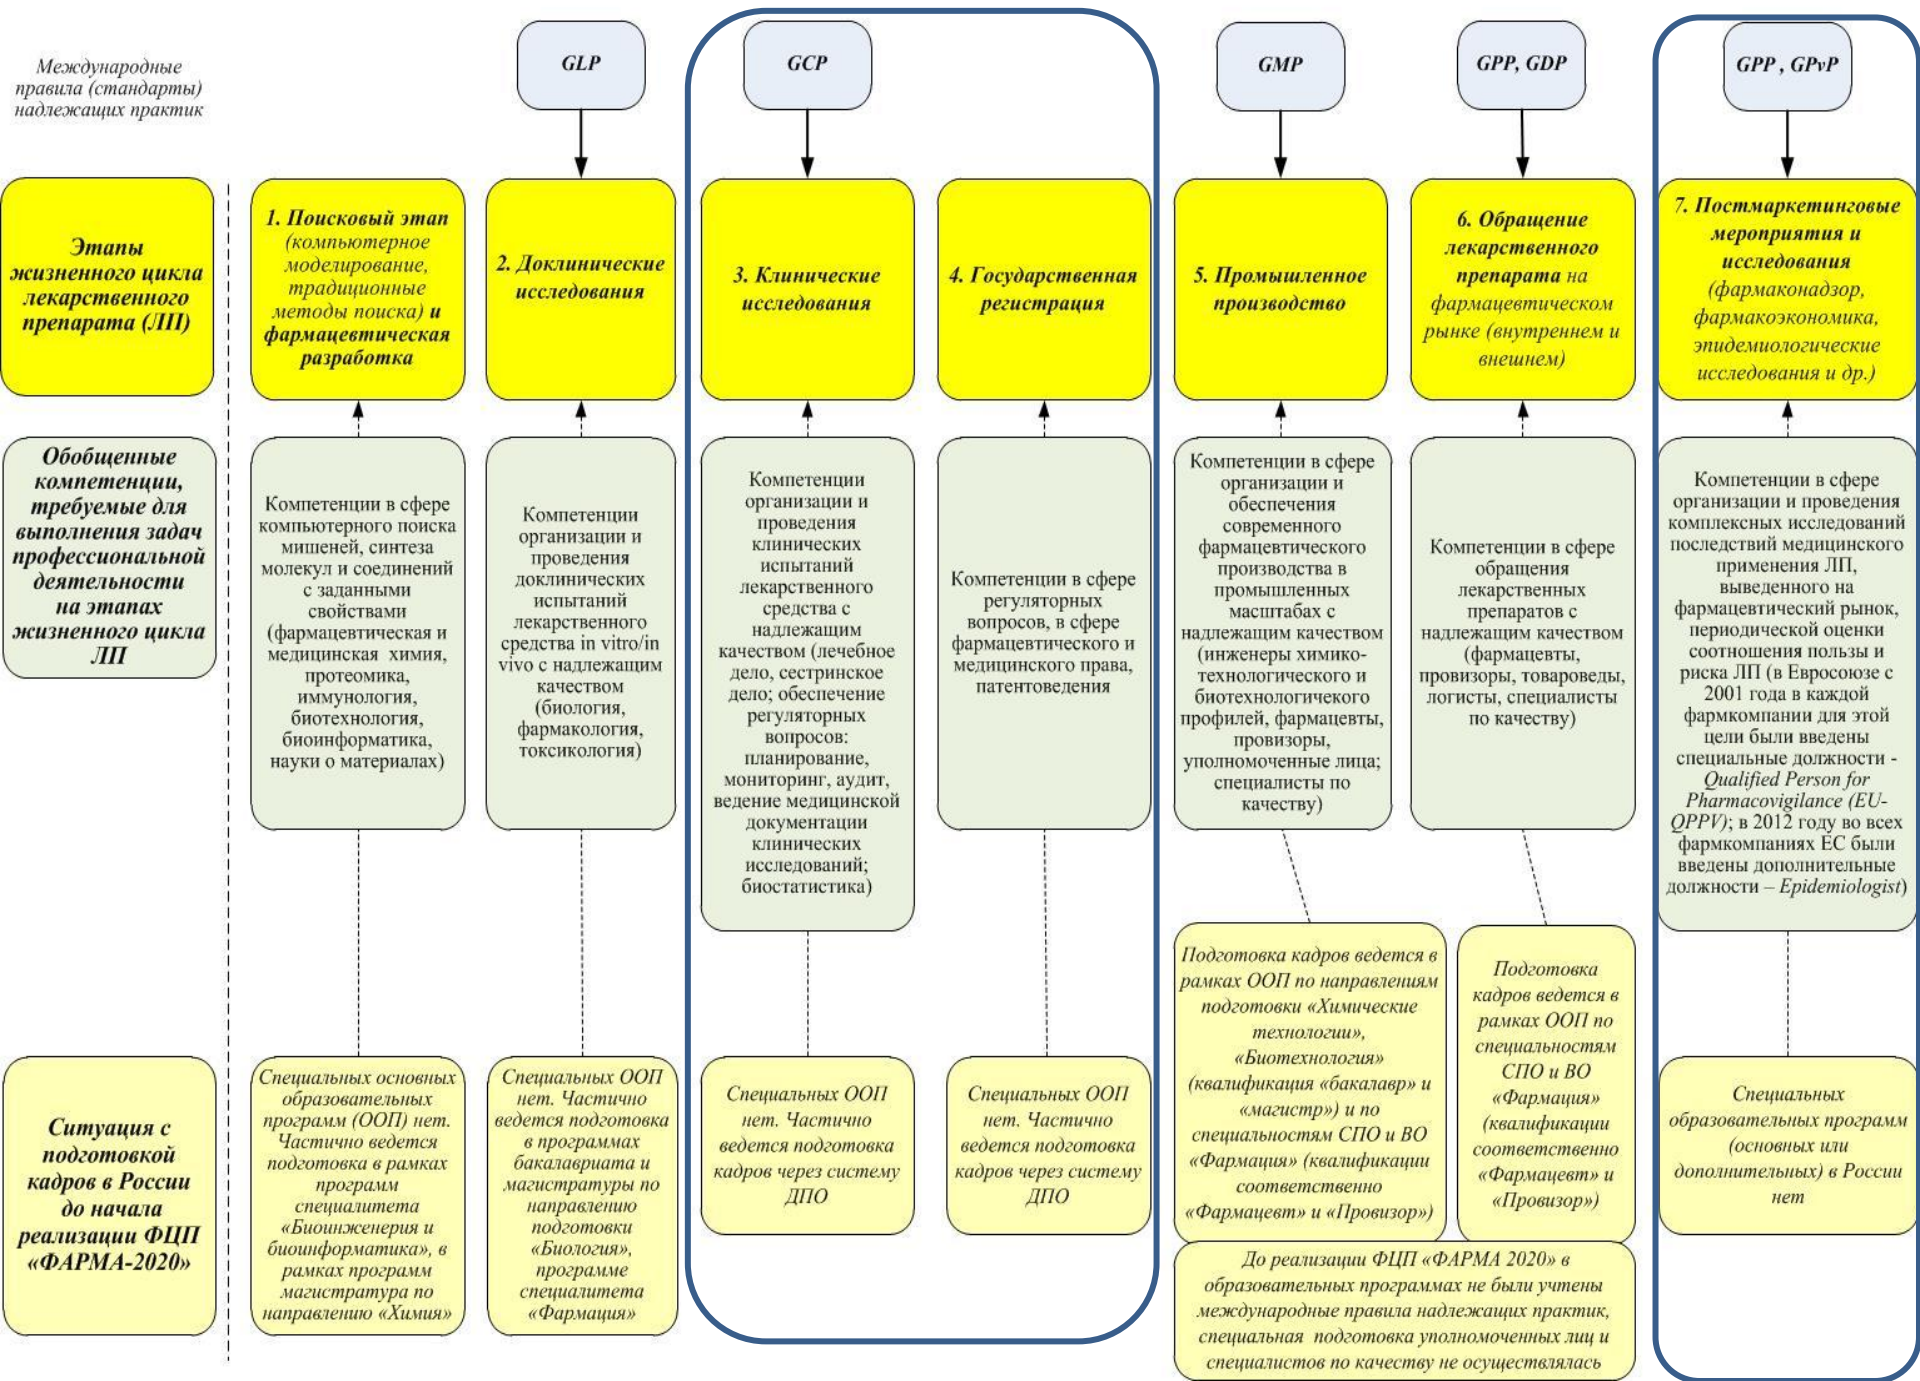 Международные
правила (стандарты)
надлежащих практик
GLP
GCP
GMP
GPP, GDP
GPP , GPvP
Этапы
жизненного цикла
лекарственного
препарата (ЛП)
1. Поисковый этап
(компьютерное
моделирование,
традиционные
методы поиска) и
фармацевтическая
разработка
2. Доклинические
исследования
3. Клинические
исследования
4. Государственная
регистрация
5. Промышленное
производство
6. Обращение
лекарственного
препарата на
фармацевтическом
рынке (внутреннем и
внешнем)
7. Постмаркетинговые
мероприятия и
исследования
(фармаконадзор,
фармакоэкономика,
эпидемиологические
исследования и др.)
Обобщенные
компетенции,
требуемые для
выполнения задач
профессиональной
деятельности
на этапах
жизненного цикла
ЛП
Компетенции в сфере
компьютерного поиска
мишеней, синтеза
молекул и соединений
с заданными
свойствами
(фармацевтическая и
медицинская химия,
протеомика,
иммунология,
биотехнология,
биоинформатика,
науки о материалах)
Компетенции
организации и
проведения
доклинических
испытаний
лекарственного
средства in vitro/in
vivo с надлежащим
качеством
(биология,
фармакология,
токсикология)
Компетенции
организации и
проведения
клинических
испытаний
лекарственного
средства с
надлежащим
качеством (лечебное
дело, сестринское
дело; обеспечение
регуляторных
вопросов:
планирование,
мониторинг, аудит,
ведение медицинской
документации
клинических
исследований;
биостатистика)
Компетенции в сфере
регуляторных
вопросов, в сфере
фармацевтического и
медицинского права,
патентоведения
Компетенции в сфере
организации и
обеспечения
современного
фармацевтического
производства в
промышленных
масштабах с
надлежащим качеством
(инженеры химико-
технологического и
биотехнологичекого
профилей, фармацевты,
провизоры,
уполномоченные лица;
специалисты по
качеству)
Компетенции в сфере
обращения
лекарственных
препаратов с
надлежащим качеством
(фармацевты,
провизоры, товароведы,
логисты, специалисты
по качеству)
Компетенции в сфере
организации и проведения
комплексных исследований
последствий медицинского
применения ЛП,
выведенного на
фармацевтический рынок,
периодической оценки
соотношения пользы и
риска ЛП (в Евросоюзе с
2001 года в каждой
фармкомпании для этой
цели были введены
специальные должности -
Qualified Person for
Pharmacovigilance (EU-
QPPV); в 2012 году во всех
фармкомпаниях ЕС были
введены дополнительные
должности – Epidemiologist)
Ситуация с
подготовкой
кадров в России
до начала
реализации ФЦП
«ФАРМА-2020»
Специальных основных
образовательных
программ (ООП) нет.
Частично ведется
подготовка в рамках
программ
специалитета
«Биоинженерия и
биоинформатика», в
рамках программ
магистратура по
направлению «Химия»
Специальных ООП
нет. Частично
ведется подготовка
в программах
бакалавриата и
магистратуры по
направлению
подготовки
«Биология»,
программе
специалитета
«Фармация»
Специальных ООП
нет. Частично
ведется подготовка
кадров через систему
ДПО
Специальных ООП
нет. Частично
ведется подготовка
кадров через систему
ДПО
Подготовка кадров ведется в
рамках ООП по направлениям
подготовки «Химические
технологии»,
«Биотехнология»
(квалификация «бакалавр» и
«магистр») и по
специальностям СПО и ВО
«Фармация» (квалификации
соответственно
«Фармацевт» и «Провизор»)
Подготовка
кадров ведется в
рамках ООП по
специальностям
СПО и ВО
«Фармация»
(квалификации
соответственно
«Фармацевт» и
«Провизор»)
До реализации ФЦП «ФАРМА 2020» в
образовательных программах не были учтены
международные правила надлежащих практик,
специальная подготовка уполномоченных лиц и
специалистов по качеству не осуществлялась
Специальных
образовательных программ
(основных или
дополнительных) в России
нет